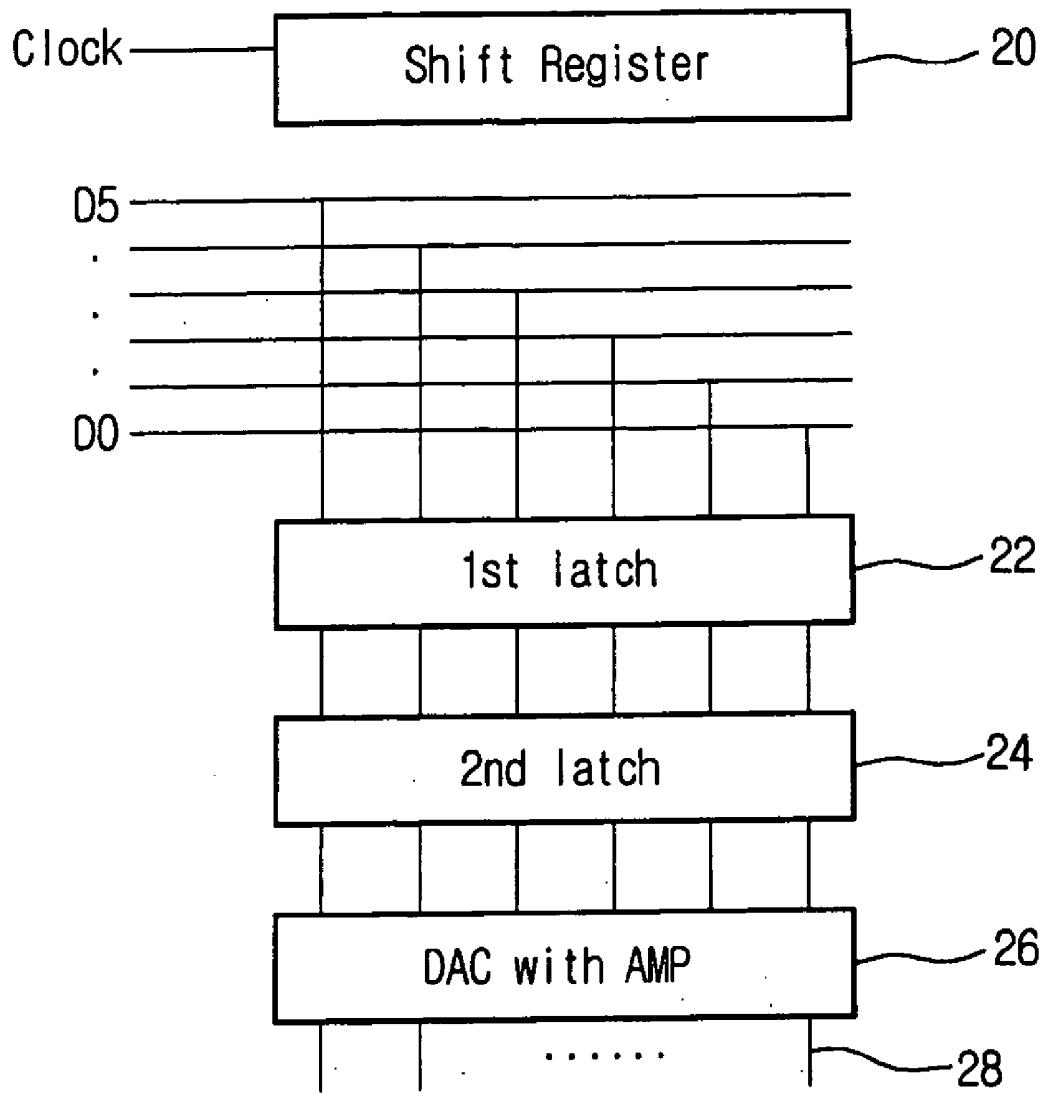 Clock
Shift Register
20
D5
.
.
.
D0
1st latch
22
2nd latch
24
DAC with AMP
26
......
28